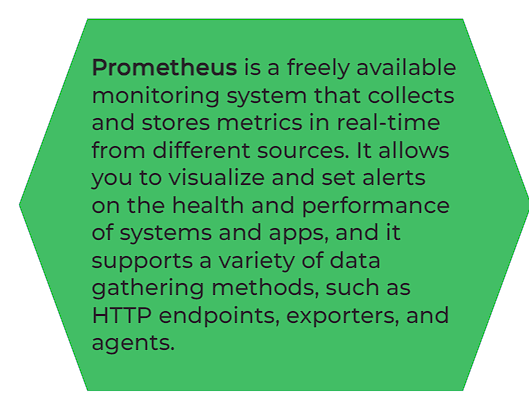 Prometheus is a freely available
monitoring system that collects
and stores metrics in real-time
from different sources. It allows
you to visualize and set alerts
on the health and performance
of systems and apps, and it
supports a variety of data
gathering methods, such as
HTTP endpoints, exporters, and
agents.